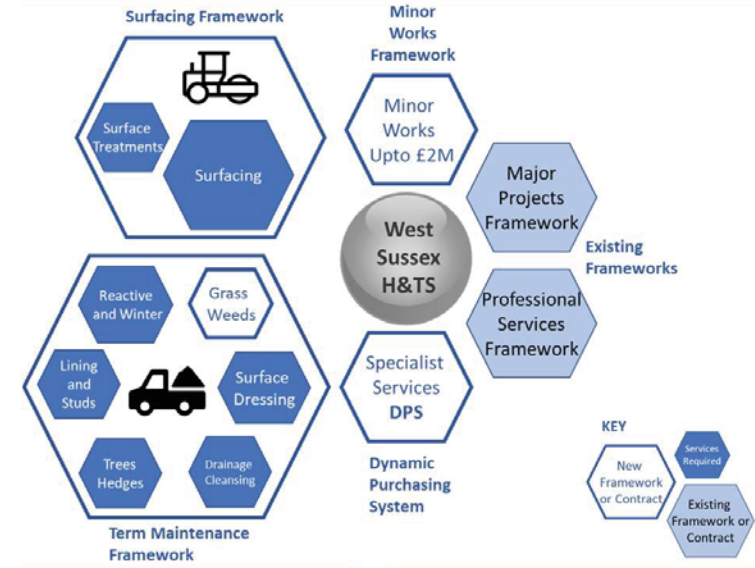 Surfacing Framework
Surface
Treatments
Surfacing
Minor
Works
Framework
Minor
Works
Upto £2M
Major
Projects
Framework
West
Sussex
H&TS
Existing
Frameworks
Professional
Services
Framework
Reactive
and Winter
Grass
Weeds
Lining
and
Studs
Surface
Dressing
Trees
Hedges
Drainage
Cleansing
Term Maintenance
Framework
Specialist
Services
DPS
Dynamic
Purchasing
System
KEY
Services
Required
New
Framework
or Contract
Existing
Framework or
Contract